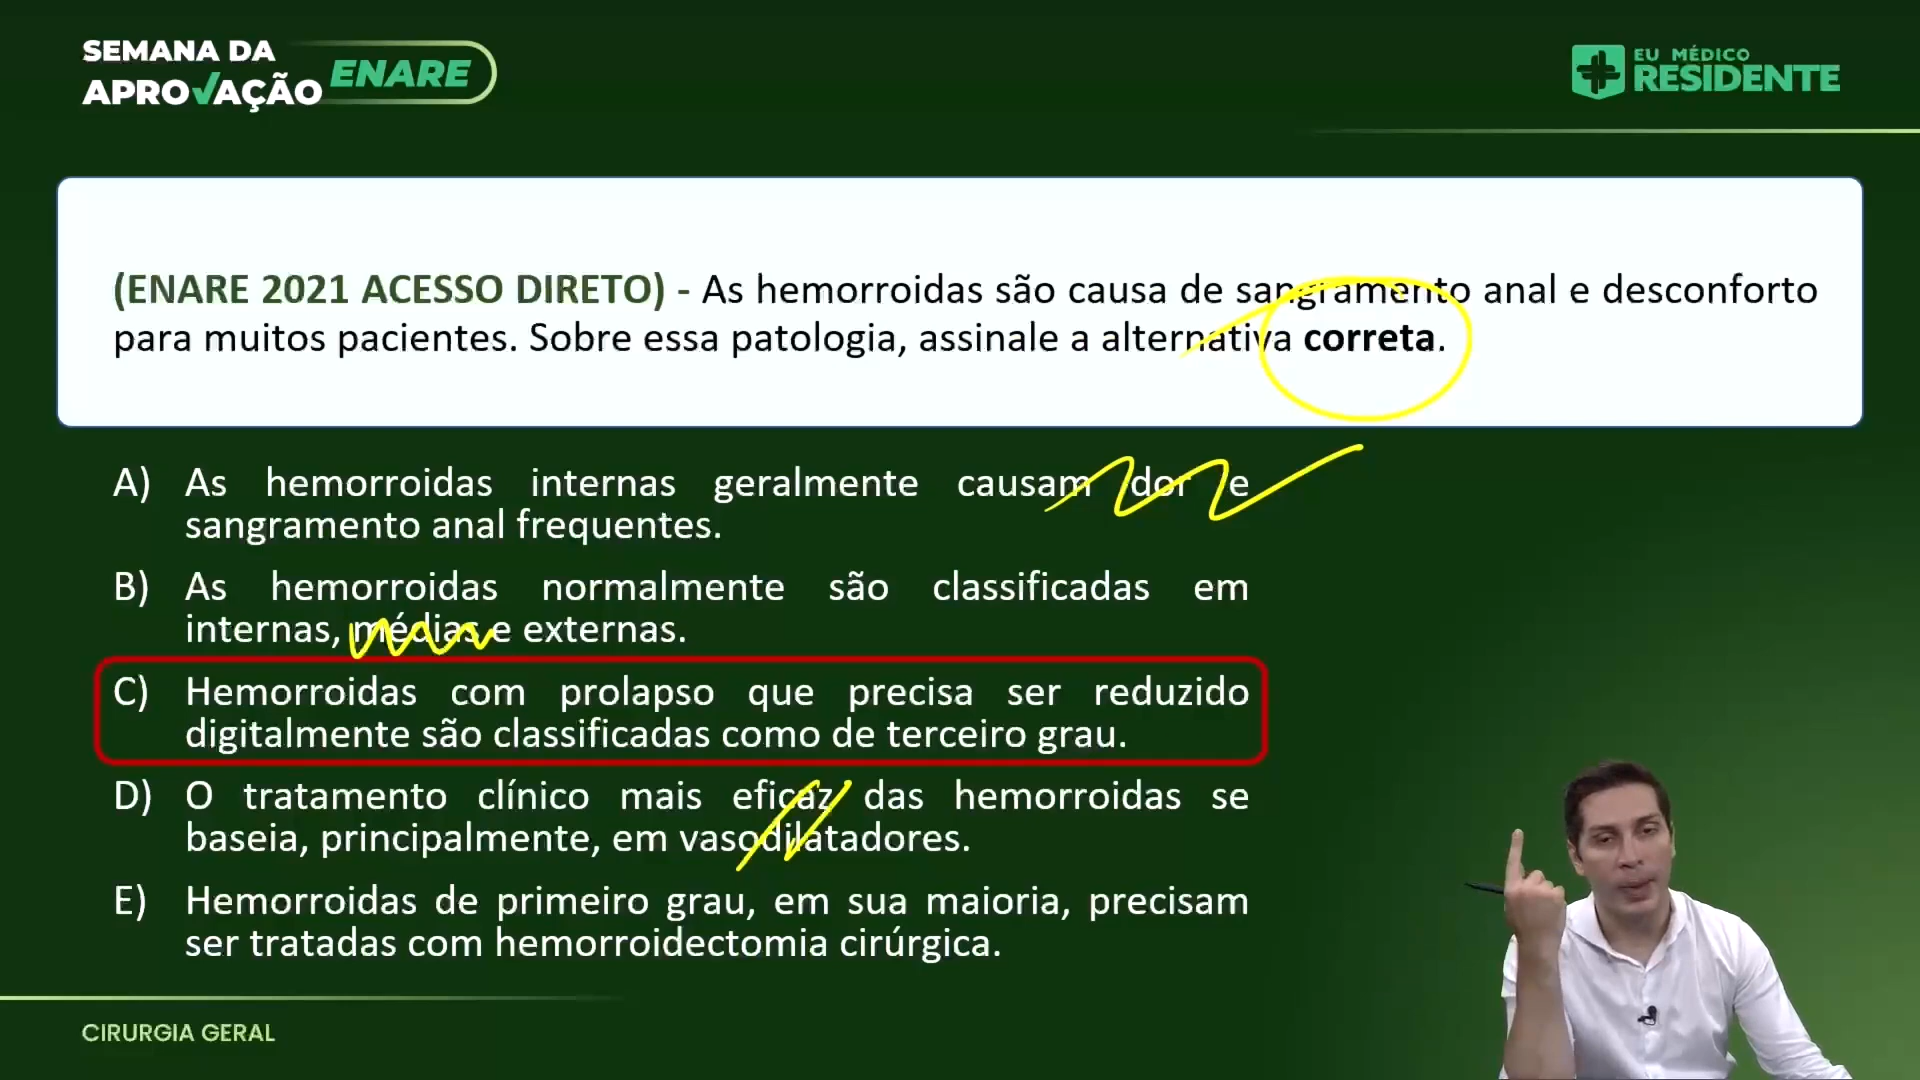 SEMANA DA
APROVAÇÃO ENARE
EU MÉDICO
RESIDENTE
(ENARE 2021 ACESSO DIRETO) - As hemorroidas são causa de sangramento anal e desconforto
para muitos pacientes. Sobre essa patologia, assinale a alternativa correta.
A) As hemorroidas internas geralmente causam dor e
sangramento anal frequentes.
B) As hemorroidas normalmente são classificadas em
internas, médias e externas.
C) Hemorroidas com prolapso que precisa ser reduzido
digitalmente são classificadas como de terceiro grau.
D) O tratamento clínico mais eficaz das hemorroidas se
baseia, principalmente, em vasodilatadores.
E) Hemorroidas de primeiro grau, em sua maioria, precisam
ser tratadas com hemorroidectomia cirúrgica.
CIRURGIA GERAL